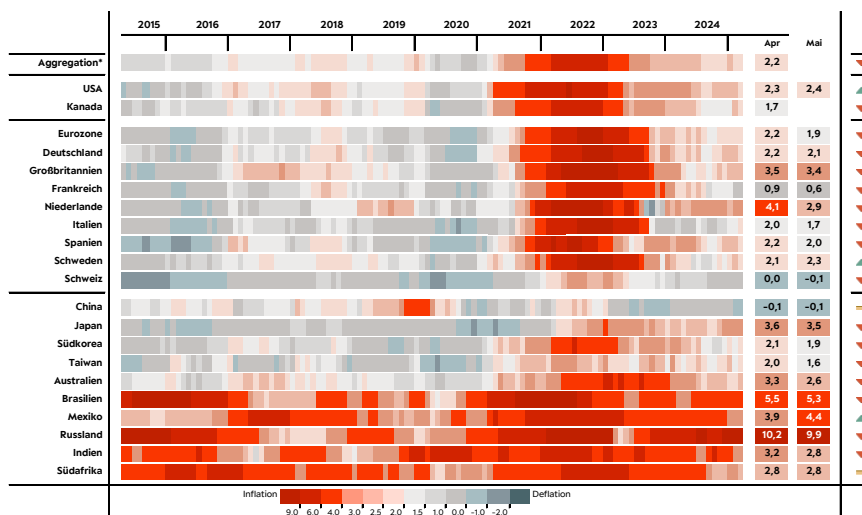 2015 2016 2017 2018 2019 2020 2021 2022 2023 2024
Apr Mai
Aggregation* 2,2
USA 2,3 2,4
Kanada 1,7
Eurozone 2,2 1,9
Deutschland 2,2 2,1
Großbritannien 3,5 3,4
Frankreich 0,9 0,6
Niederlande 4,1 2,9
Italien 2,0 1,7
Spanien 2,2 2,0
Schweden 2,1 2,3
Schweiz 0,0 -0,1
China -0,1 -0,1
Japan 3,6 3,5
Südkorea 2,1 1,9
Taiwan 2,0 1,6
Australien 3,3 2,6
Brasilien 5,5 5,3
Mexiko 3,9 4,4
Russland 10,2 9,9
Indien 3,2 2,8
Südafrika 2,8 2,8
Inflation Deflation
9.0 6.0 4.0 3.0 2.5 2.0 1.5 1.0 0.0 -1.0 -2.0